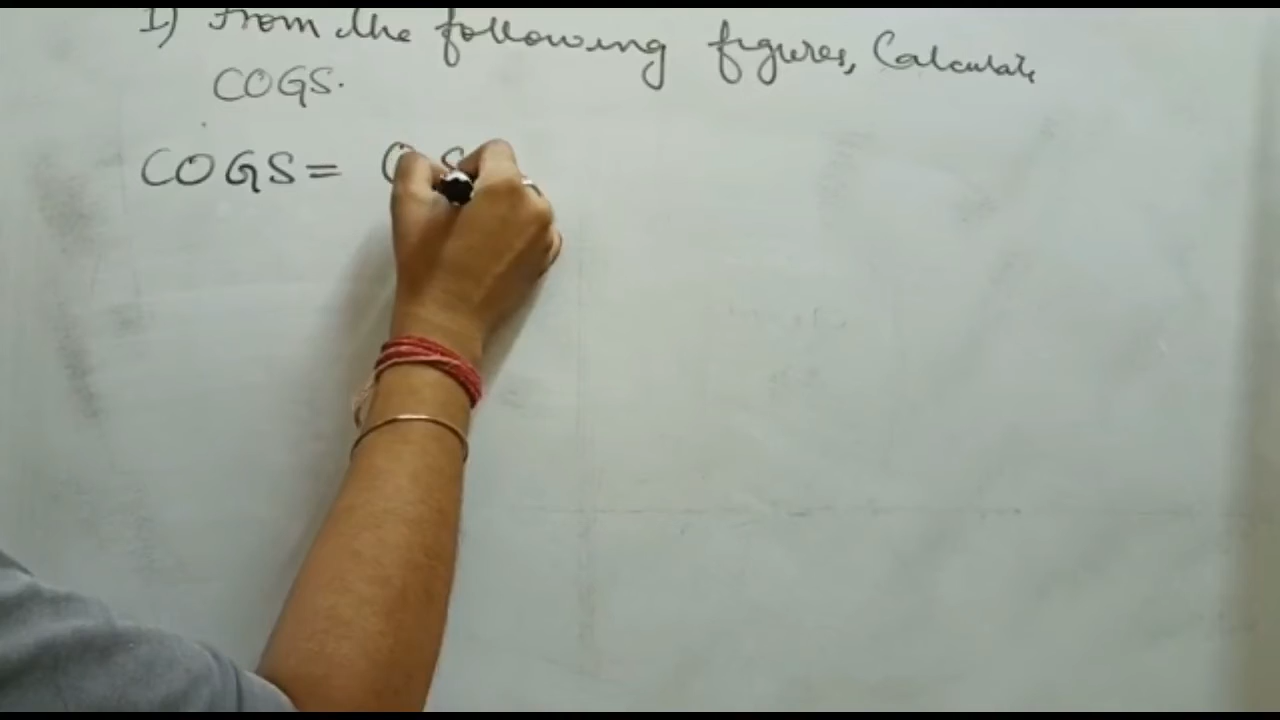 1) From the following figures, Calculate
COGS.
COGS = O S